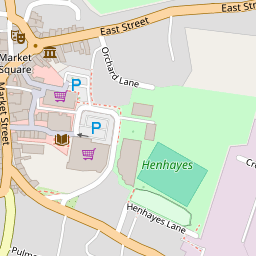 East Street
East Street
Orchard Lane
Market
Square
P
Market Street
P
Henhayes
Cr
Henhayes Lane
Pulm